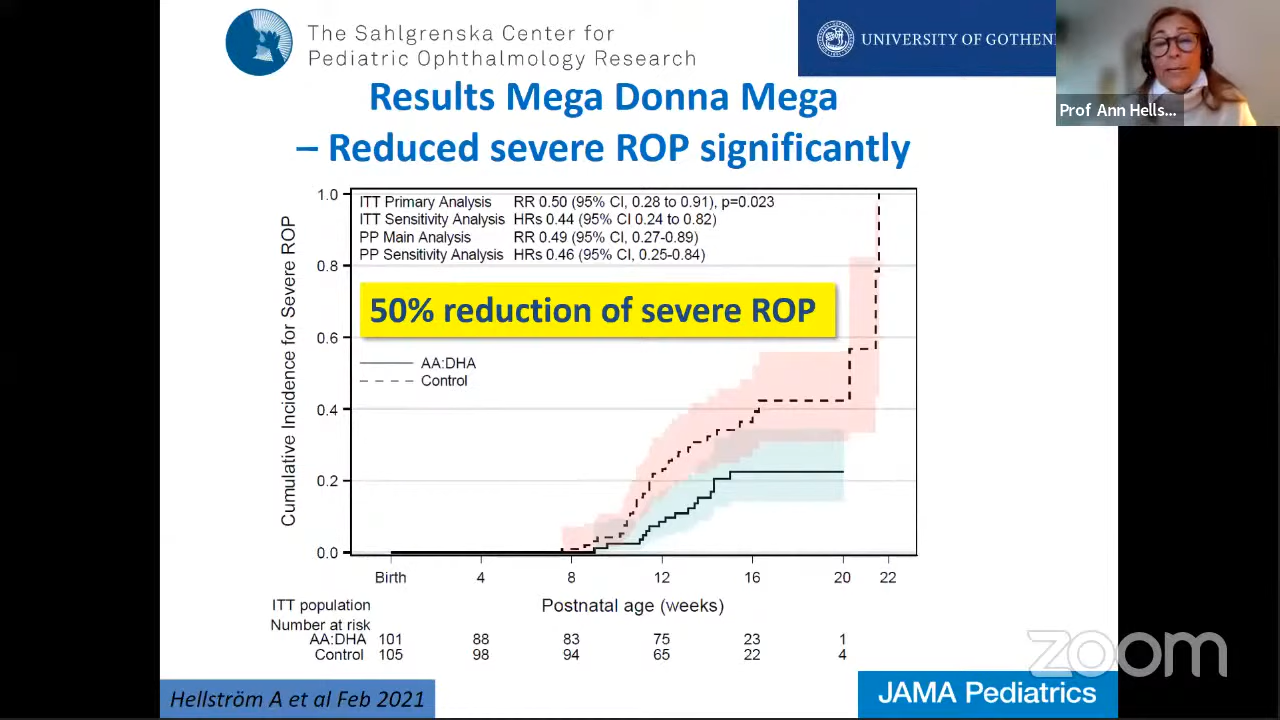 The Sahlgrenska Center for
Pediatric Ophthalmology Research
UNIVERSITY OF GOTHEN
Prof Ann Hells...
Results Mega Donna Mega
– Reduced severe ROP significantly
ITT Primary Analysis RR 0.50 (95% CI, 0.28 to 0.91), p=0.023
ITT Sensitivity Analysis HRs 0.44 (95% CI 0.24 to 0.82)
PP Main Analysis RR 0.49 (95% CI, 0.27-0.89)
PP Sensitivity Analysis HRs 0.46 (95% CI, 0.25-0.84)
50% reduction of severe ROP
AA:DHA
Control
Cumulative Incidence for Severe ROP
1.0
0.8
0.6
0.4
0.2
0.0
Birth 4 8 12 16 20 22
Postnatal age (weeks)
ITT population
Number at risk
AA:DHA 101 88 83 75 23 1
Control 105 98 94 65 22 4
zoom
Hellström A et al Feb 2021
JAMA Pediatrics